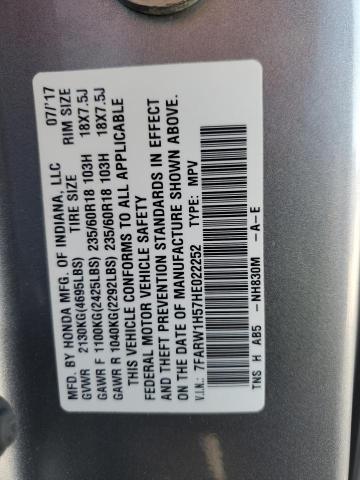 MFD. BY HONDA MFG. OF INDIANA, LLC 07/'17
TIRE SIZE RIM SIZE
GVWR 2130KG(4695LBS)
GAWR F 1100KG(2425LBS) 235/60R18 103H 18X7.5J
GAWR R 1040KG(2292LBS) 235/60R18 103H 18X7.5J
THIS VEHICLE CONFORMS TO ALL APPLICABLE
FEDERAL MOTOR VEHICLE SAFETY
AND THEFT PREVENTION STANDARDS IN EFFECT
ON THE DATE OF MANUFACTURE SHOWN ABOVE.
V.I.N.: 7FARW1H57HE022252 TYPE: MPV
TNS H AB5 -NH830M -A-E